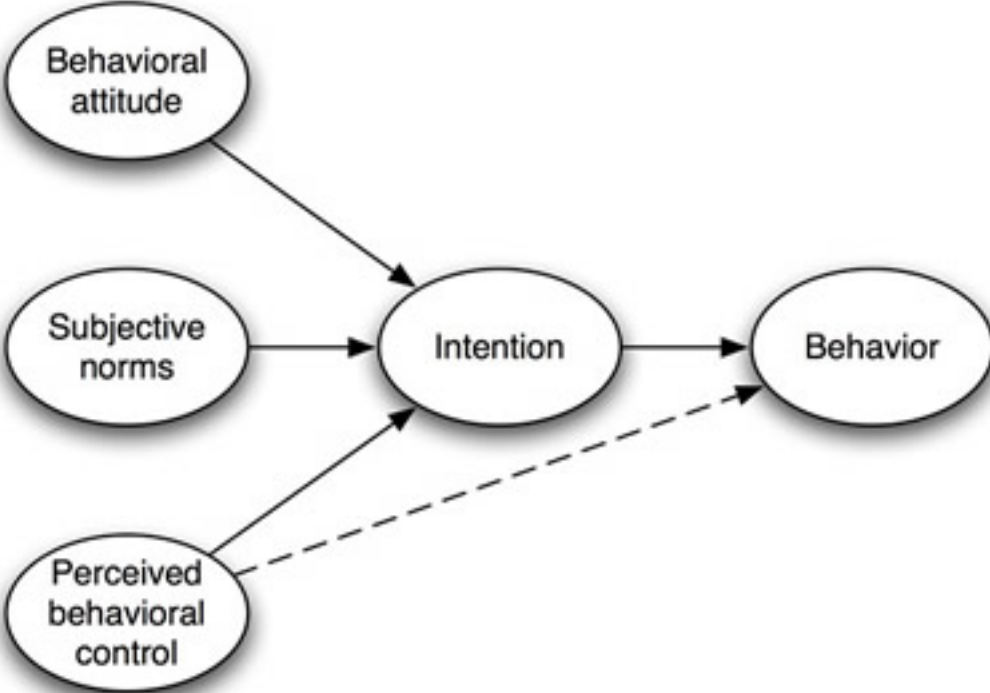 Behavioral
attitude
Subjective
norms
Intention
Behavior
Perceived
behavioral
control